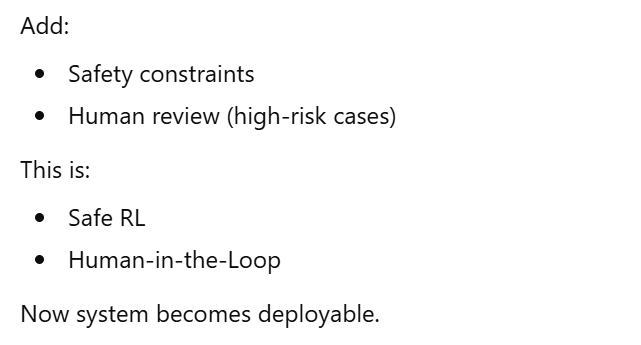 Add:
• Safety constraints
• Human review (high-risk cases)
This is:
• Safe RL
• Human-in-the-Loop
Now system becomes deployable.